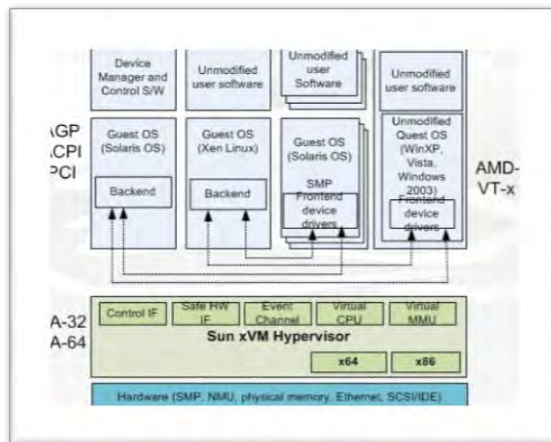 Device
Manager and
Control S/W
Unmodified
user software
Unmodified
user
Software
Unmodified
user software
AGP
ACPI
PCI
Guest OS
(Solaris OS)
Backend
Guest OS
(Xen Linux)
Backend
Guest OS
(Solaris OS)
SMP
Frontend
device
drivers
Unmodified
Quest OS
(WinXP,
Vista,
Windows
2003)
Frontend
device
drivers
AMD-
VT-x
A-32
A-64
Control IF
Safe HW
IF
Event
Channel
Virtual
CPU
Virtual
MMU
Sun xVM Hypervisor
x64
x86
Hardware (SMP, NMU, physical memory, Ethernet, SCSI/IDE)